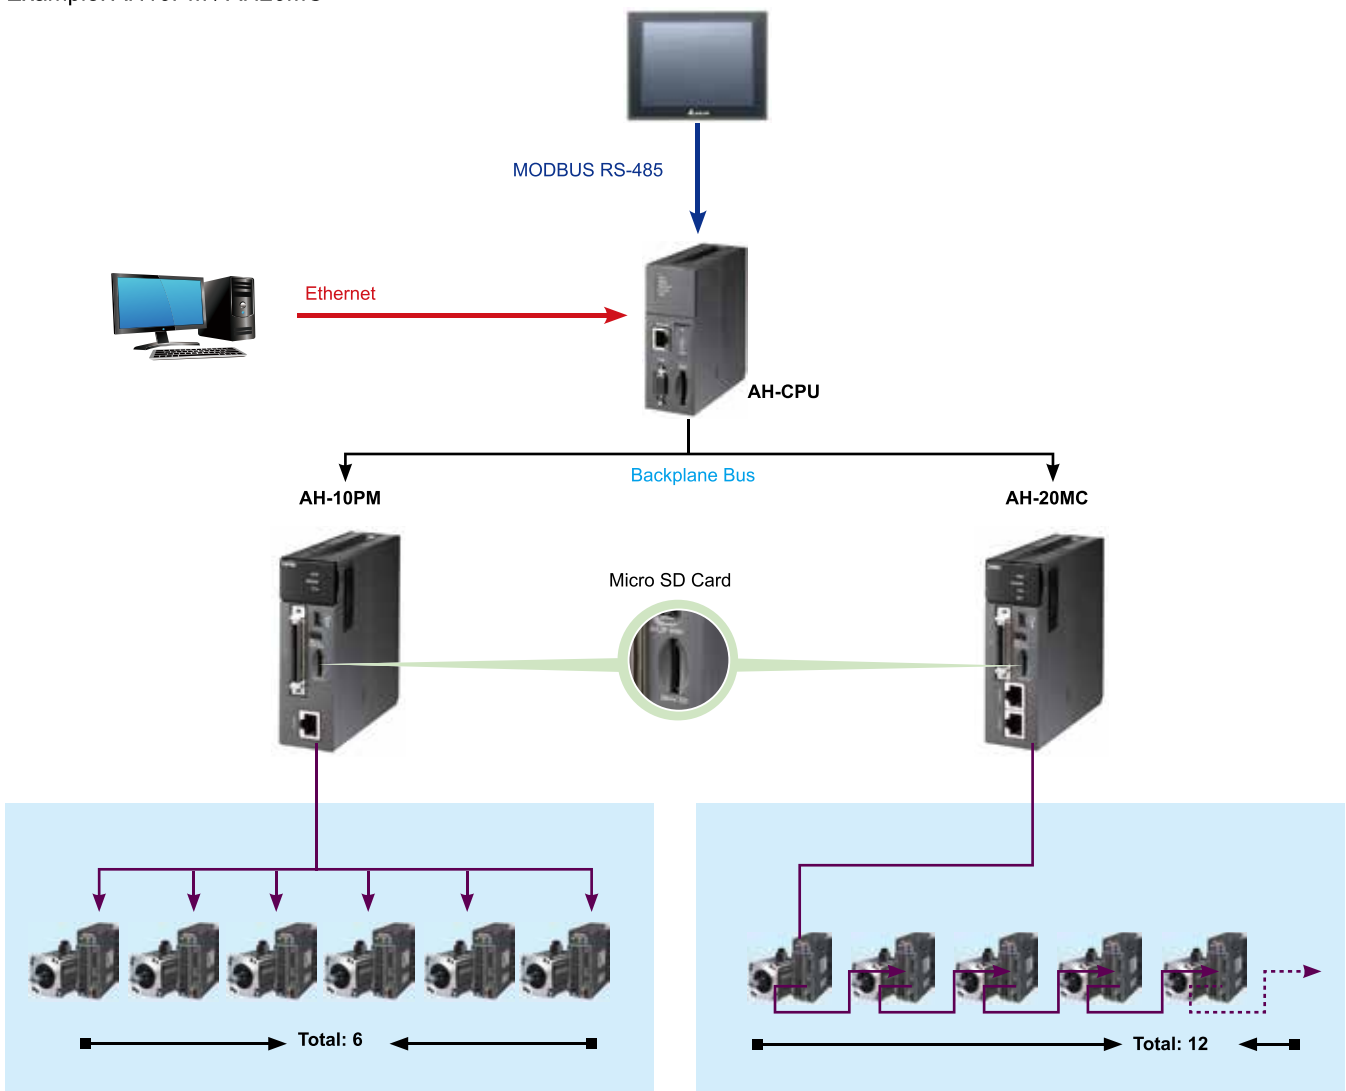 MODBUS RS-485
Ethernet
AH-CPU
Backplane Bus
AH-10PM
AH-20MC
Micro SD Card
Total: 6
Total: 12